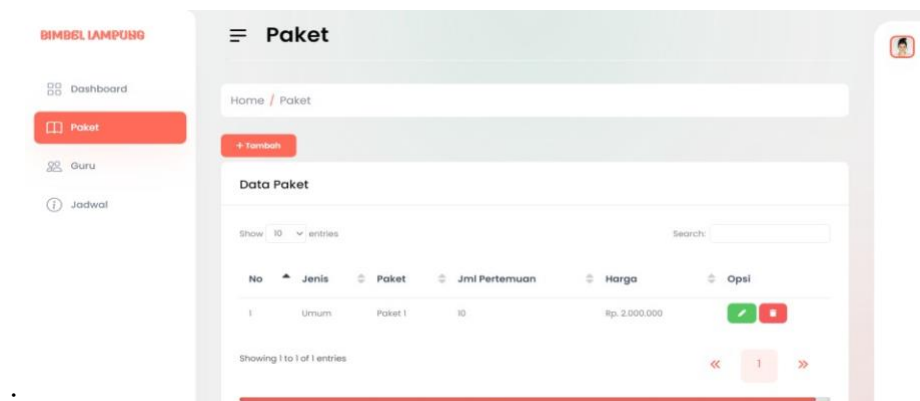 BIMBEL LAMPUNG
Paket
Dashboard
Paket
Guru
Jadwal
Home / Paket
+ Tambah
Data Paket
Show 10 entries
Search:
No Jenis Paket Jml Pertemuan Harga Opsi
1 Umum Paket 1 10 Rp. 2.000.000
Showing 1 to 1 of 1 entries
« 1 »
.